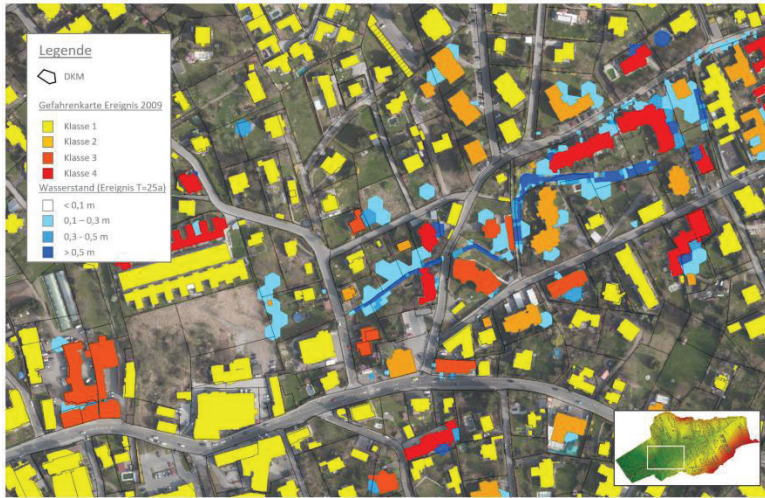 Legende
DKM
Gefahrenkarte Ereignis 2009
Klasse 1
Klasse 2
Klasse 3
Klasse 4
Wasserstand (Ereignis T=25a)
< 0,1 m
0,1 – 0,3 m
0,3 - 0,5 m
> 0,5 m